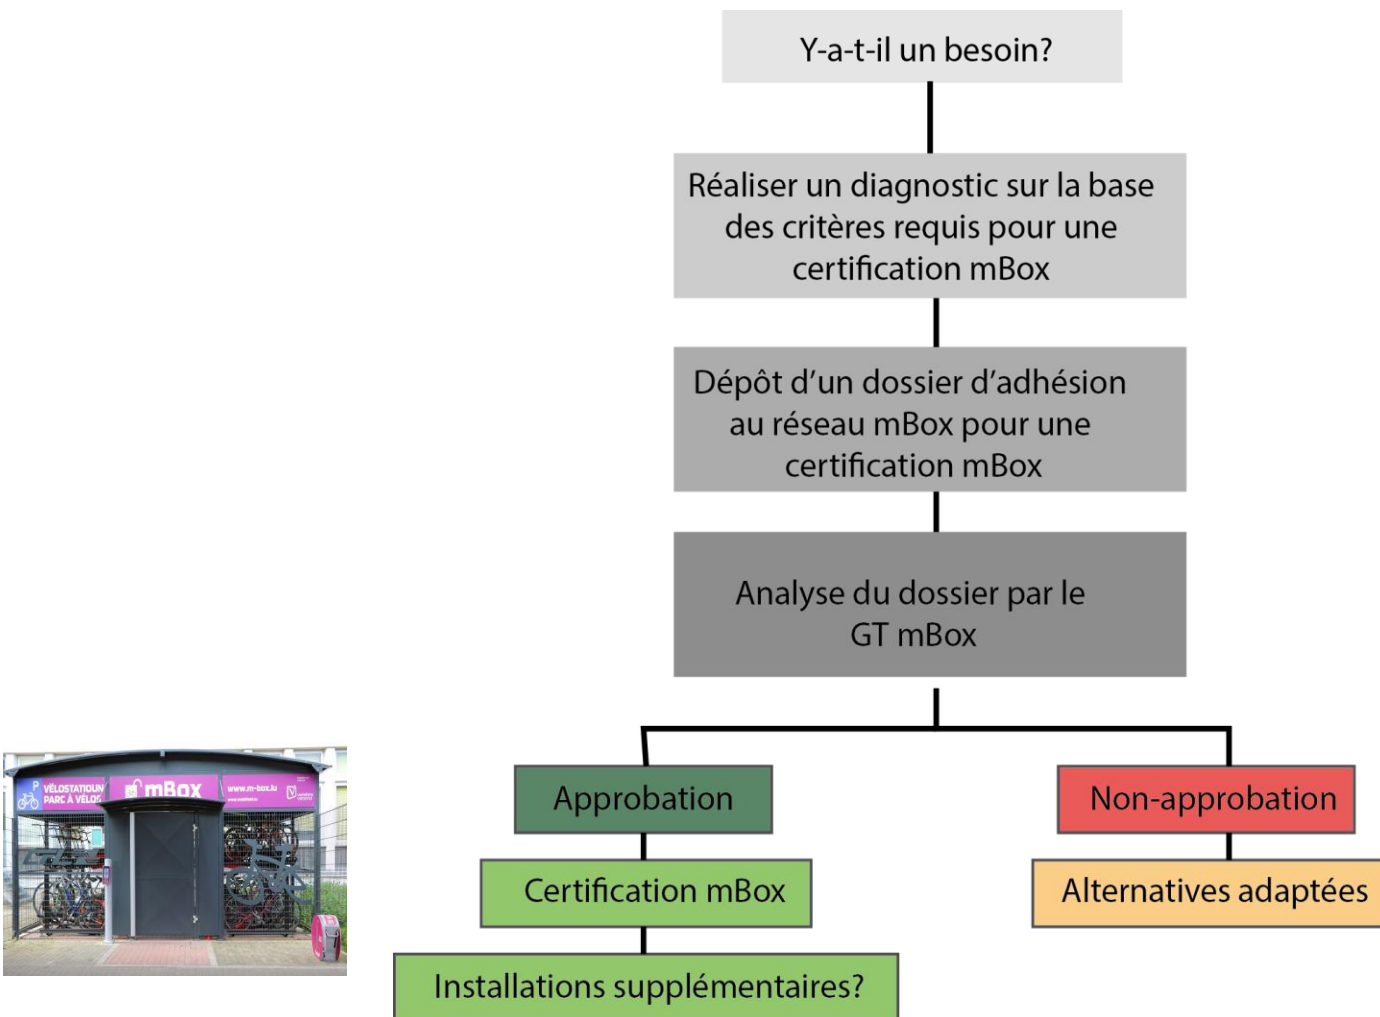 Y-a-t-il un besoin?
Réaliser un diagnostic sur la base
des critères requis pour une
certification mBox
Dépôt d'un dossier d'adhésion
au réseau mBox pour une
certification mBox
Analyse du dossier par le
GT mBox
Approbation
Non-approbation
Certification mBox
Alternatives adaptées
Installations supplémentaires?
P
VÉLOSTATIOUN
PARC À VÉLOS
mBox
www.m-box.lu